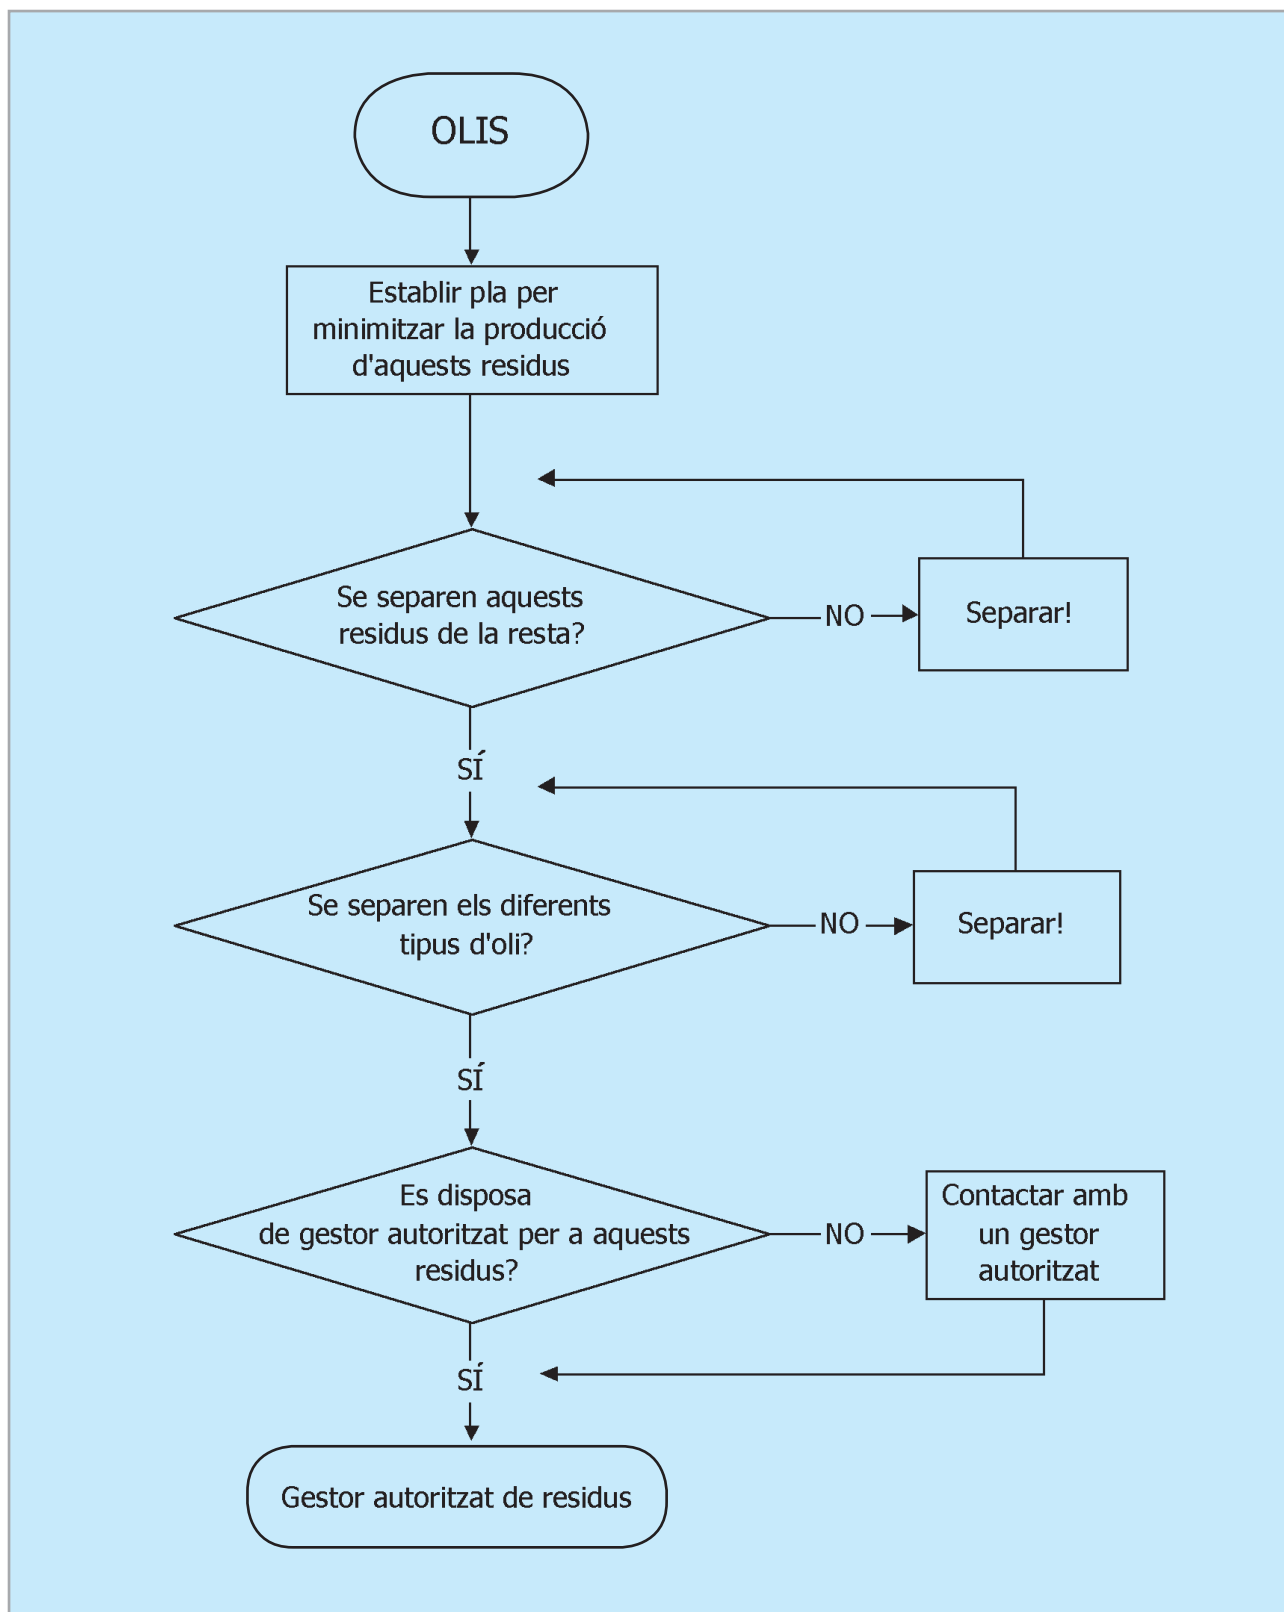 OLIS
Establir pla per
minimitzar la producció
d'aquests residus
Se separen aquests
residus de la resta?
NO
Separar!
SÍ
Se separen els diferents
tipus d'oli?
NO
Separar!
SÍ
Es disposa
de gestor autoritzat per a aquests
residus?
NO
Contactar amb
un gestor
autoritzat
SÍ
Gestor autoritzat de residus